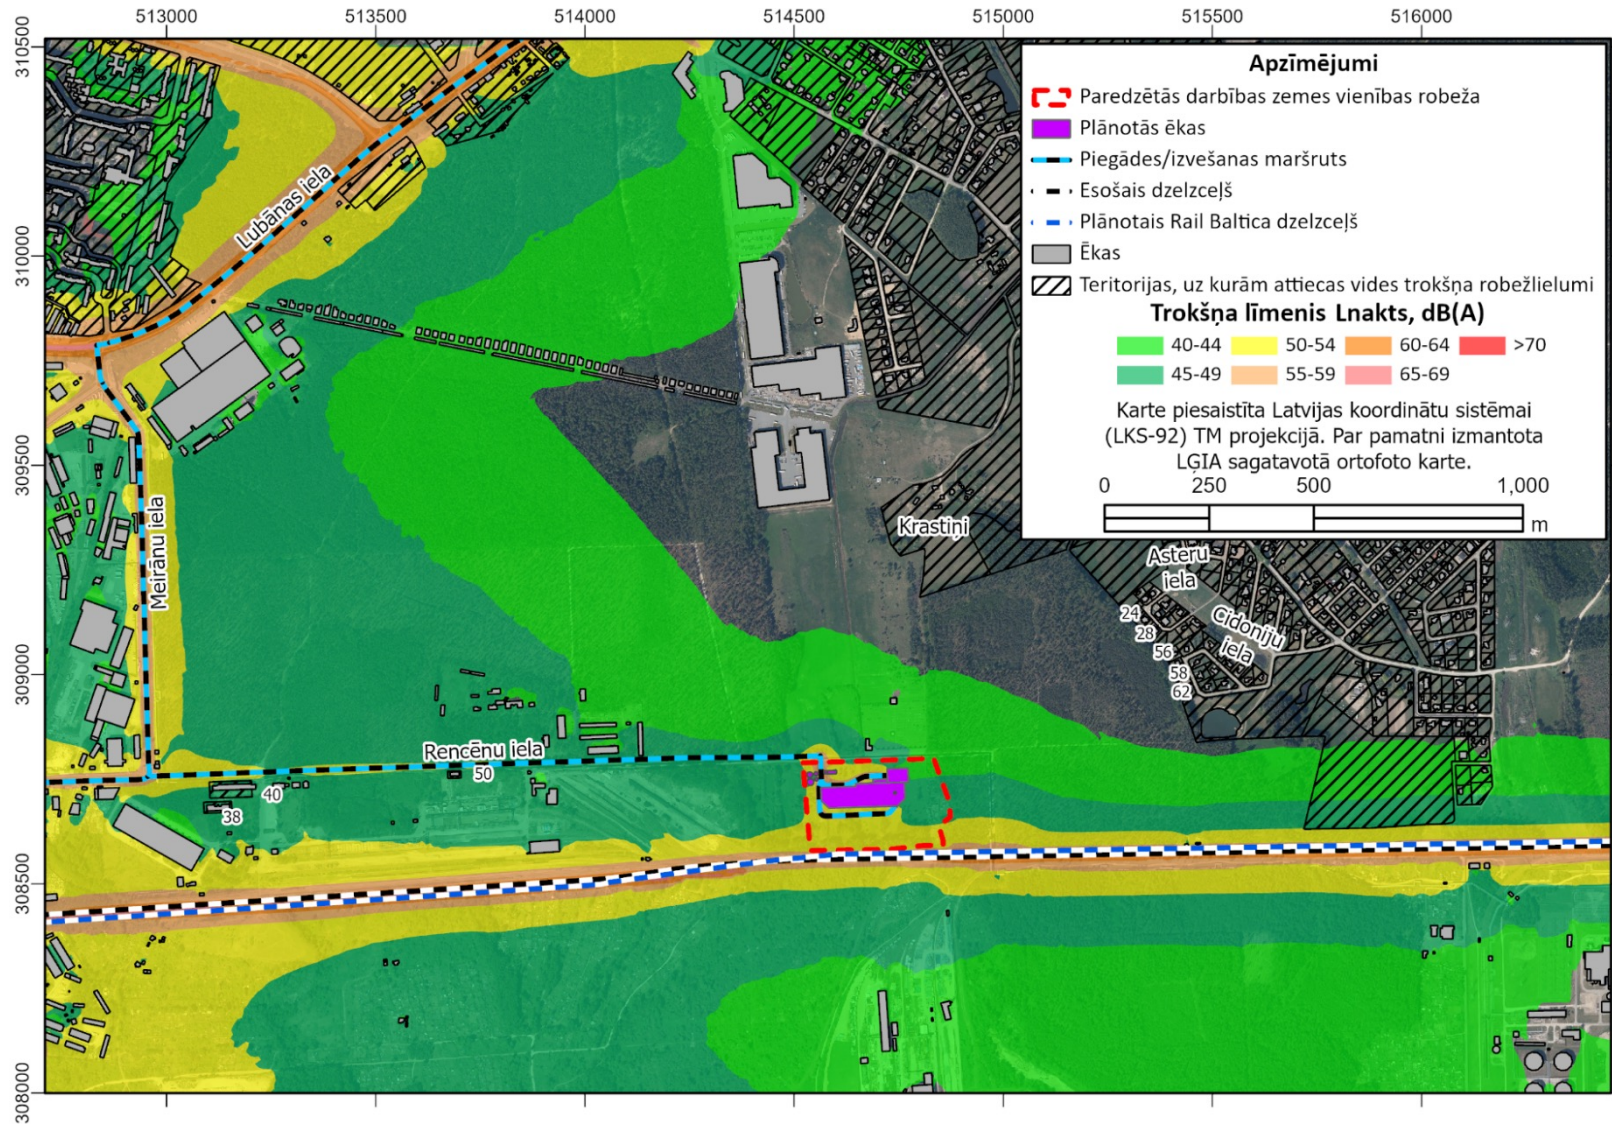 513000 513500 514000 514500 515000 515500 516000
310500
310000
309500
309000
308500
308000
Apzīmējumi
Paredzētās darbības zemes vienības robeža
Plānotās ēkas
Piegādes/izvešanas maršruts
Esošais dzelzceļš
Plānotais Rail Baltica dzelzceļš
Ēkas
Teritorijas, uz kurām attiecas vides trokšņa robežlielumi
Trokšņa līmenis Lnakts, dB(A)
40-44 50-54 60-64 >70
45-49 55-59 65-69
Karte piesaistīta Latvijas koordinātu sistēmai
(LKS-92) TM projekcijā. Par pamatni izmantota
LĢIA sagatavotā ortofoto karte.
0 250 500 1,000
m
Lubānas iela
Meirānu iela
Krastiņi
Asteru
iela
Cidoniju
iela
24
28
56
58
62
Rencēnu iela
50
40
38